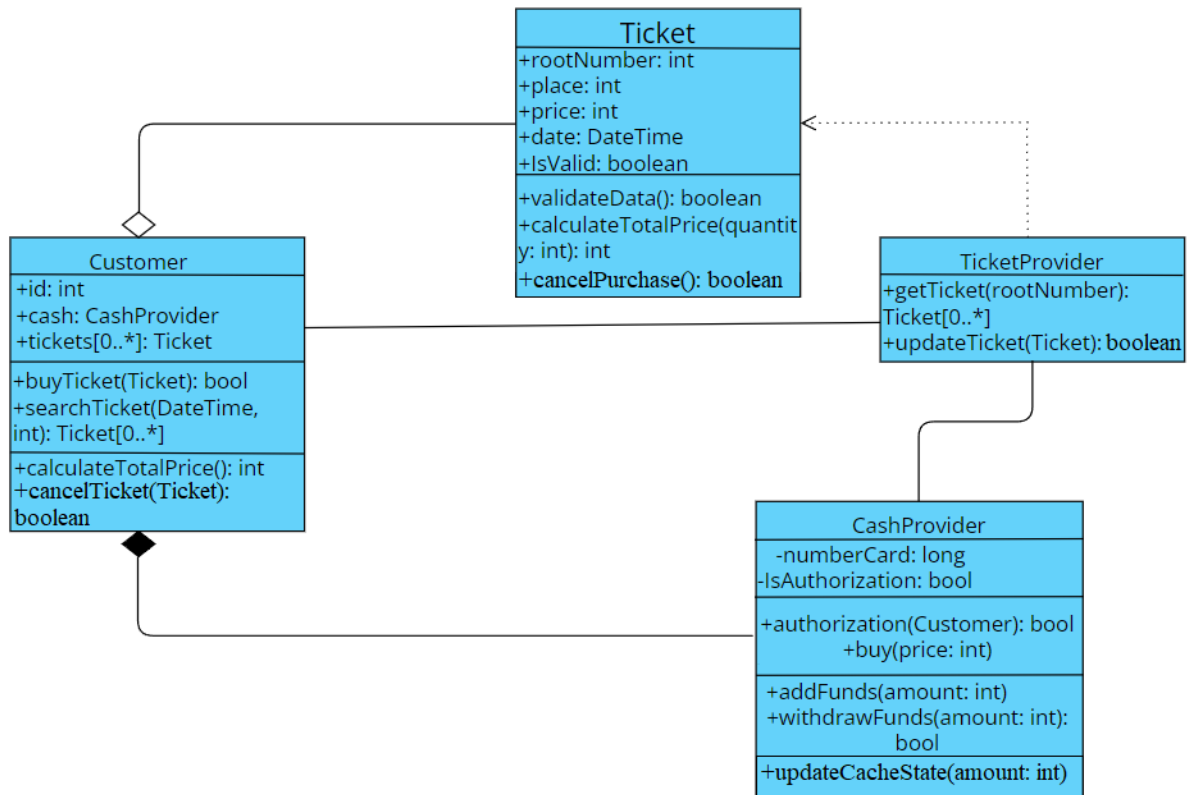 Ticket
+rootNumber: int
+place: int
+price: int
+date: DateTime
+IsValid: boolean
+validateData(): boolean
+calculateTotalPrice(quantit
y: int): int
+cancelPurchase(): boolean
Customer
+id: int
+cash: CashProvider
+tickets[0..*]: Ticket
+buyTicket(Ticket): bool
+searchTicket(DateTime,
int): Ticket[0..*]
+calculateTotalPrice(): int
+cancelTicket(Ticket):
boolean
TicketProvider
+getTicket(rootNumber):
Ticket[0..*]
+updateTicket(Ticket): boolean
CashProvider
-numberCard: long
-IsAuthorization: bool
+authorization(Customer): bool
+buy(price: int)
+addFunds(amount: int)
+withdrawFunds(amount: int):
bool
+updateCacheState(amount: int)